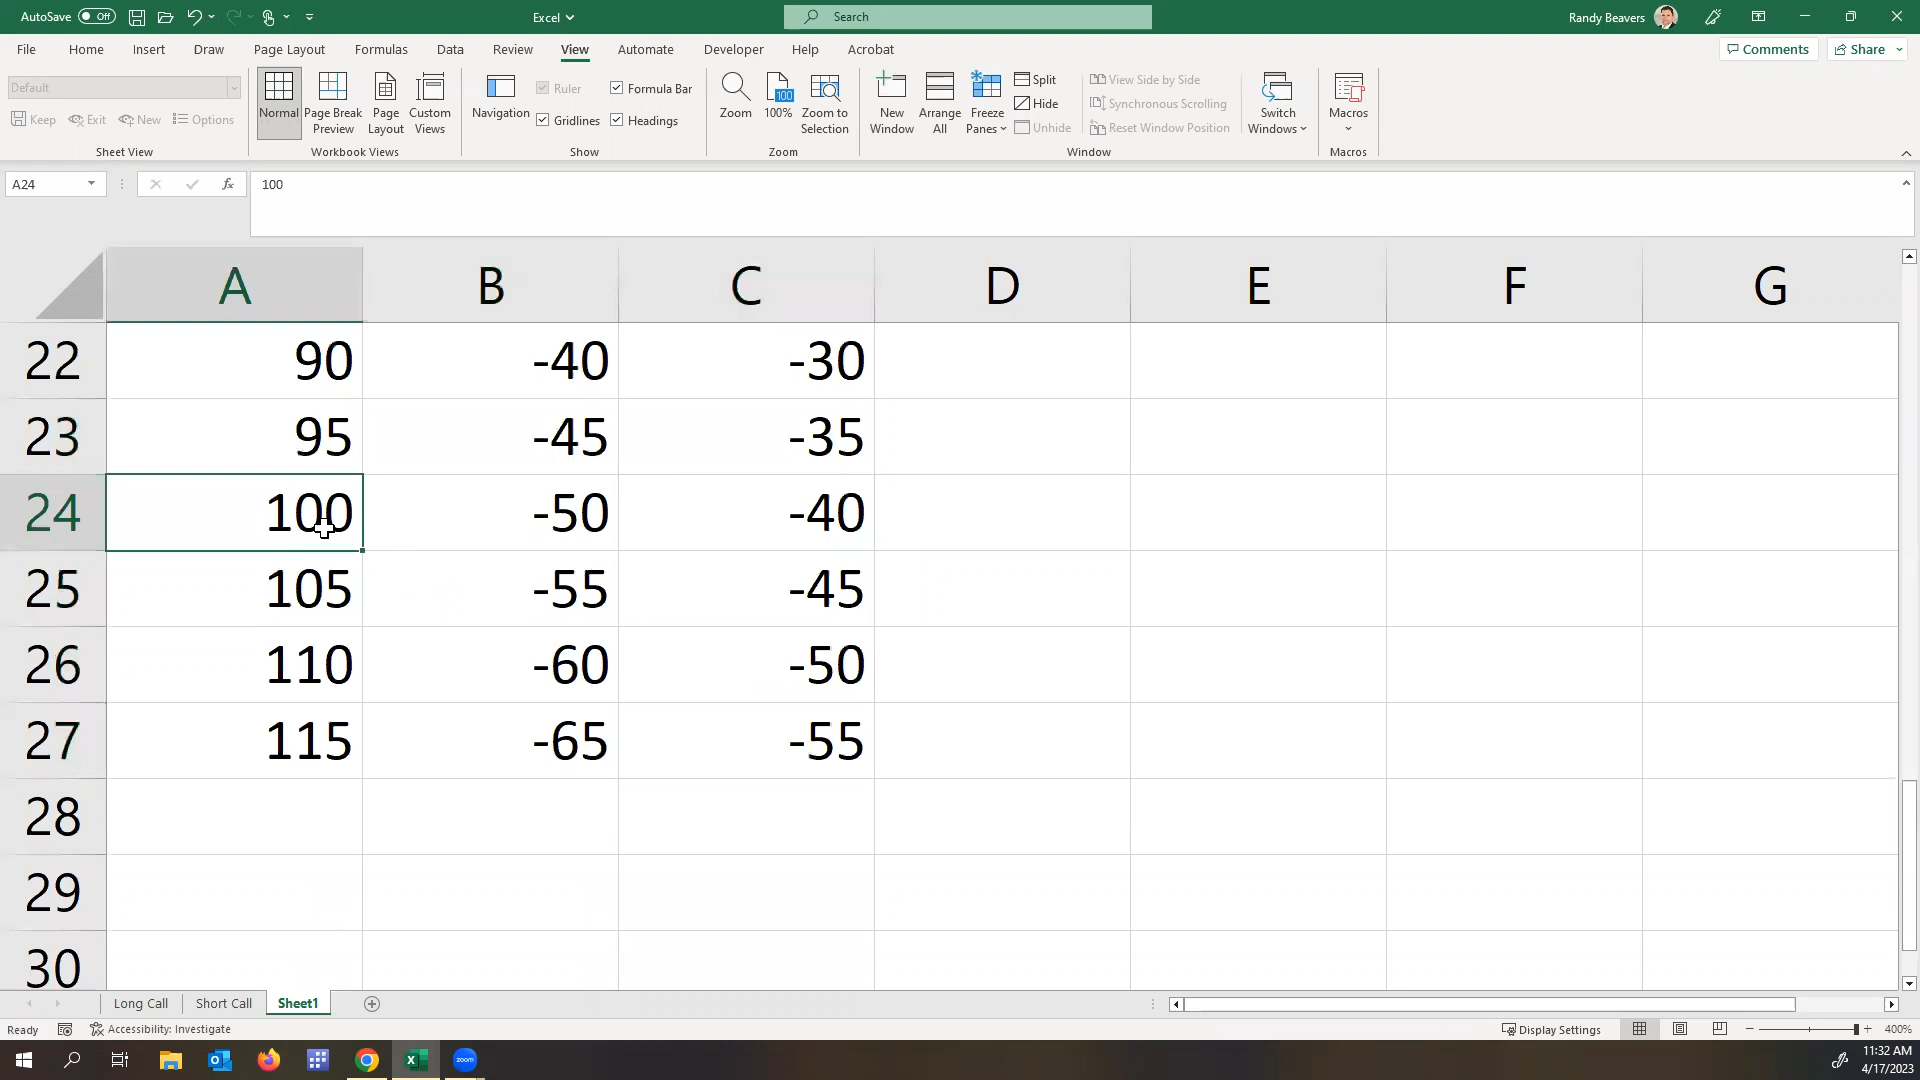 AutoSave Off Excel Search Randy Beavers
File Home Insert Draw Page Layout Formulas Data Review View Automate Developer Help Acrobat Comments Share
Default
Keep Exit New Options
Sheet View
Normal Page Break Preview Page Layout Custom Views
Workbook Views
Navigation Ruler Formula Bar
Gridlines Headings
Show
Zoom 100 100% Zoom to Selection
Zoom
New Window Arrange All Freeze Panes Split
Hide
Unhide
View Side by Side
Synchronous Scrolling
Reset Window Position
Switch Windows
Window
Macros
Macros
A24 fx 100
A B C D E F G
22 90 -40 -30
23 95 -45 -35
24 100 -50 -40
25 105 -55 -45
26 110 -60 -50
27 115 -65 -55
28
29
30
Long Call Short Call Sheet1
Ready Accessibility: Investigate Display Settings 400%
zoom 11:32 AM
4/17/2023